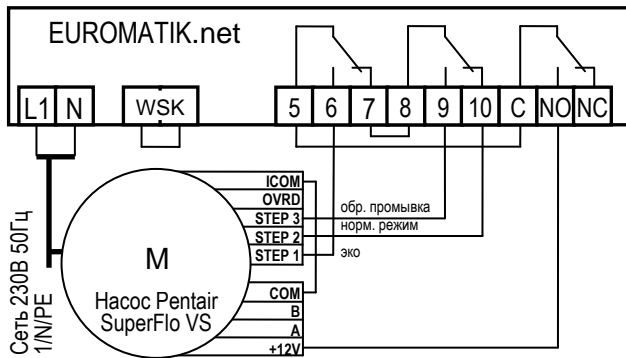 EUROMATIK.net
L1 N WSK 5 6 7 8 9 10 C NO NC
ICOM
OVRD
STEP 3 обр. промывка
STEP 2 норм. режим
STEP 1 эко
M
Насос Pentair
SuperFlo VS
COM
B
A
+12V
Сеть 230В 50Гц
1/N/PE